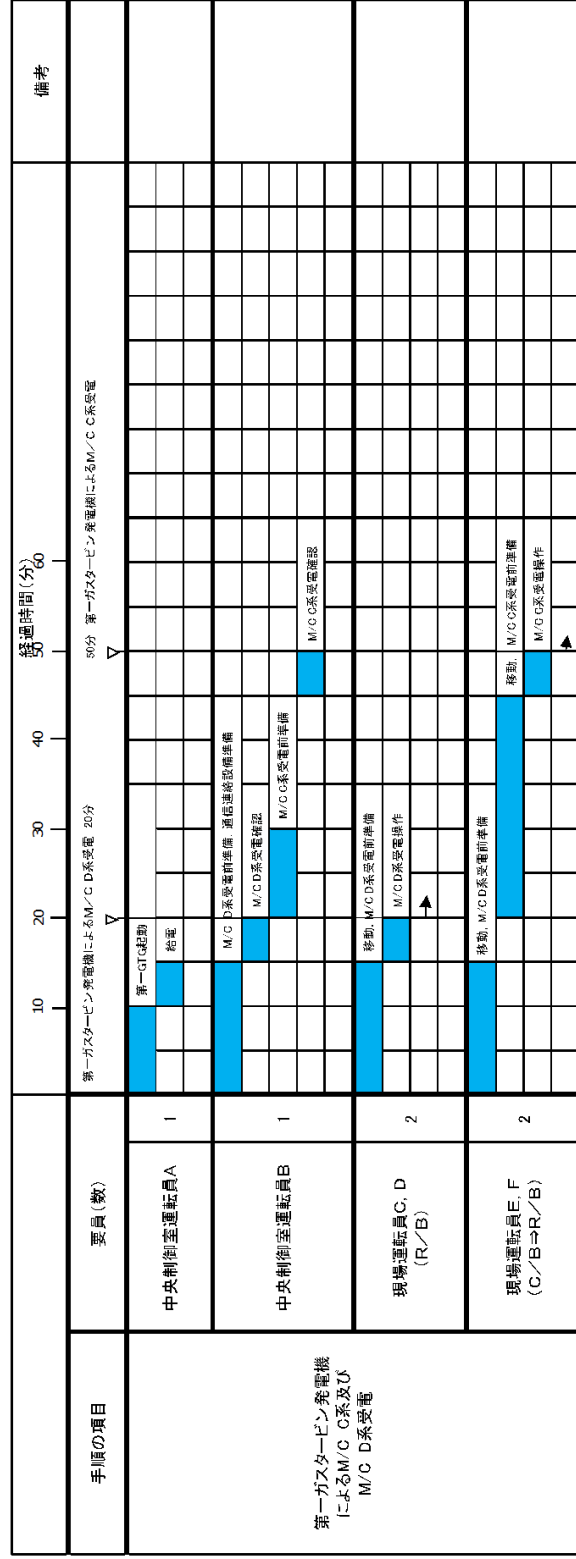 経過時間(分)
備考
10
20
30
40
50
60
手順の項目
要員(数)
第一ガスタービン発電機によるM/C D系受電 20分
50分 第一ガスタービン発電機によるM/C C系受電
第一ガスタービン発電機
によるM/C C系及び
M/C D系受電
中央制御室運転員A
1
第一GTG起動
給電
中央制御室運転員B
1
M/C D系受電前準備, 通信連絡設備準備
M/C D系受電確認
M/C C系受電前準備
M/C C系受電確認
現場運転員C, D
(R/B)
2
移動, M/C D系受電前準備
M/C D系受電操作
現場運転員E, F
(C/B⇒R/B)
2
移動, M/C D系受電前準備
移動, M/C C系受電前準備
M/C C系受電操作